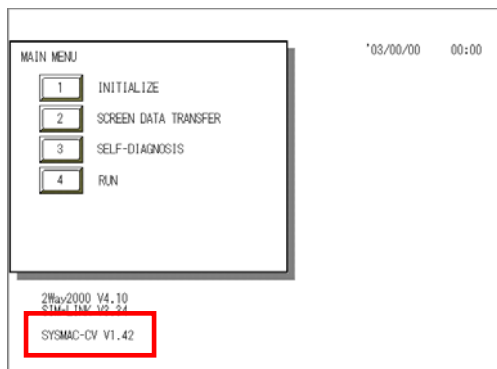 '03/00/00 00:00
MAIN MENU
1 INITIALIZE
2 SCREEN DATA TRANSFER
3 SELF-DIAGNOSIS
4 RUN
2Way2000 V4.10
SYSMAC-CV V1.42